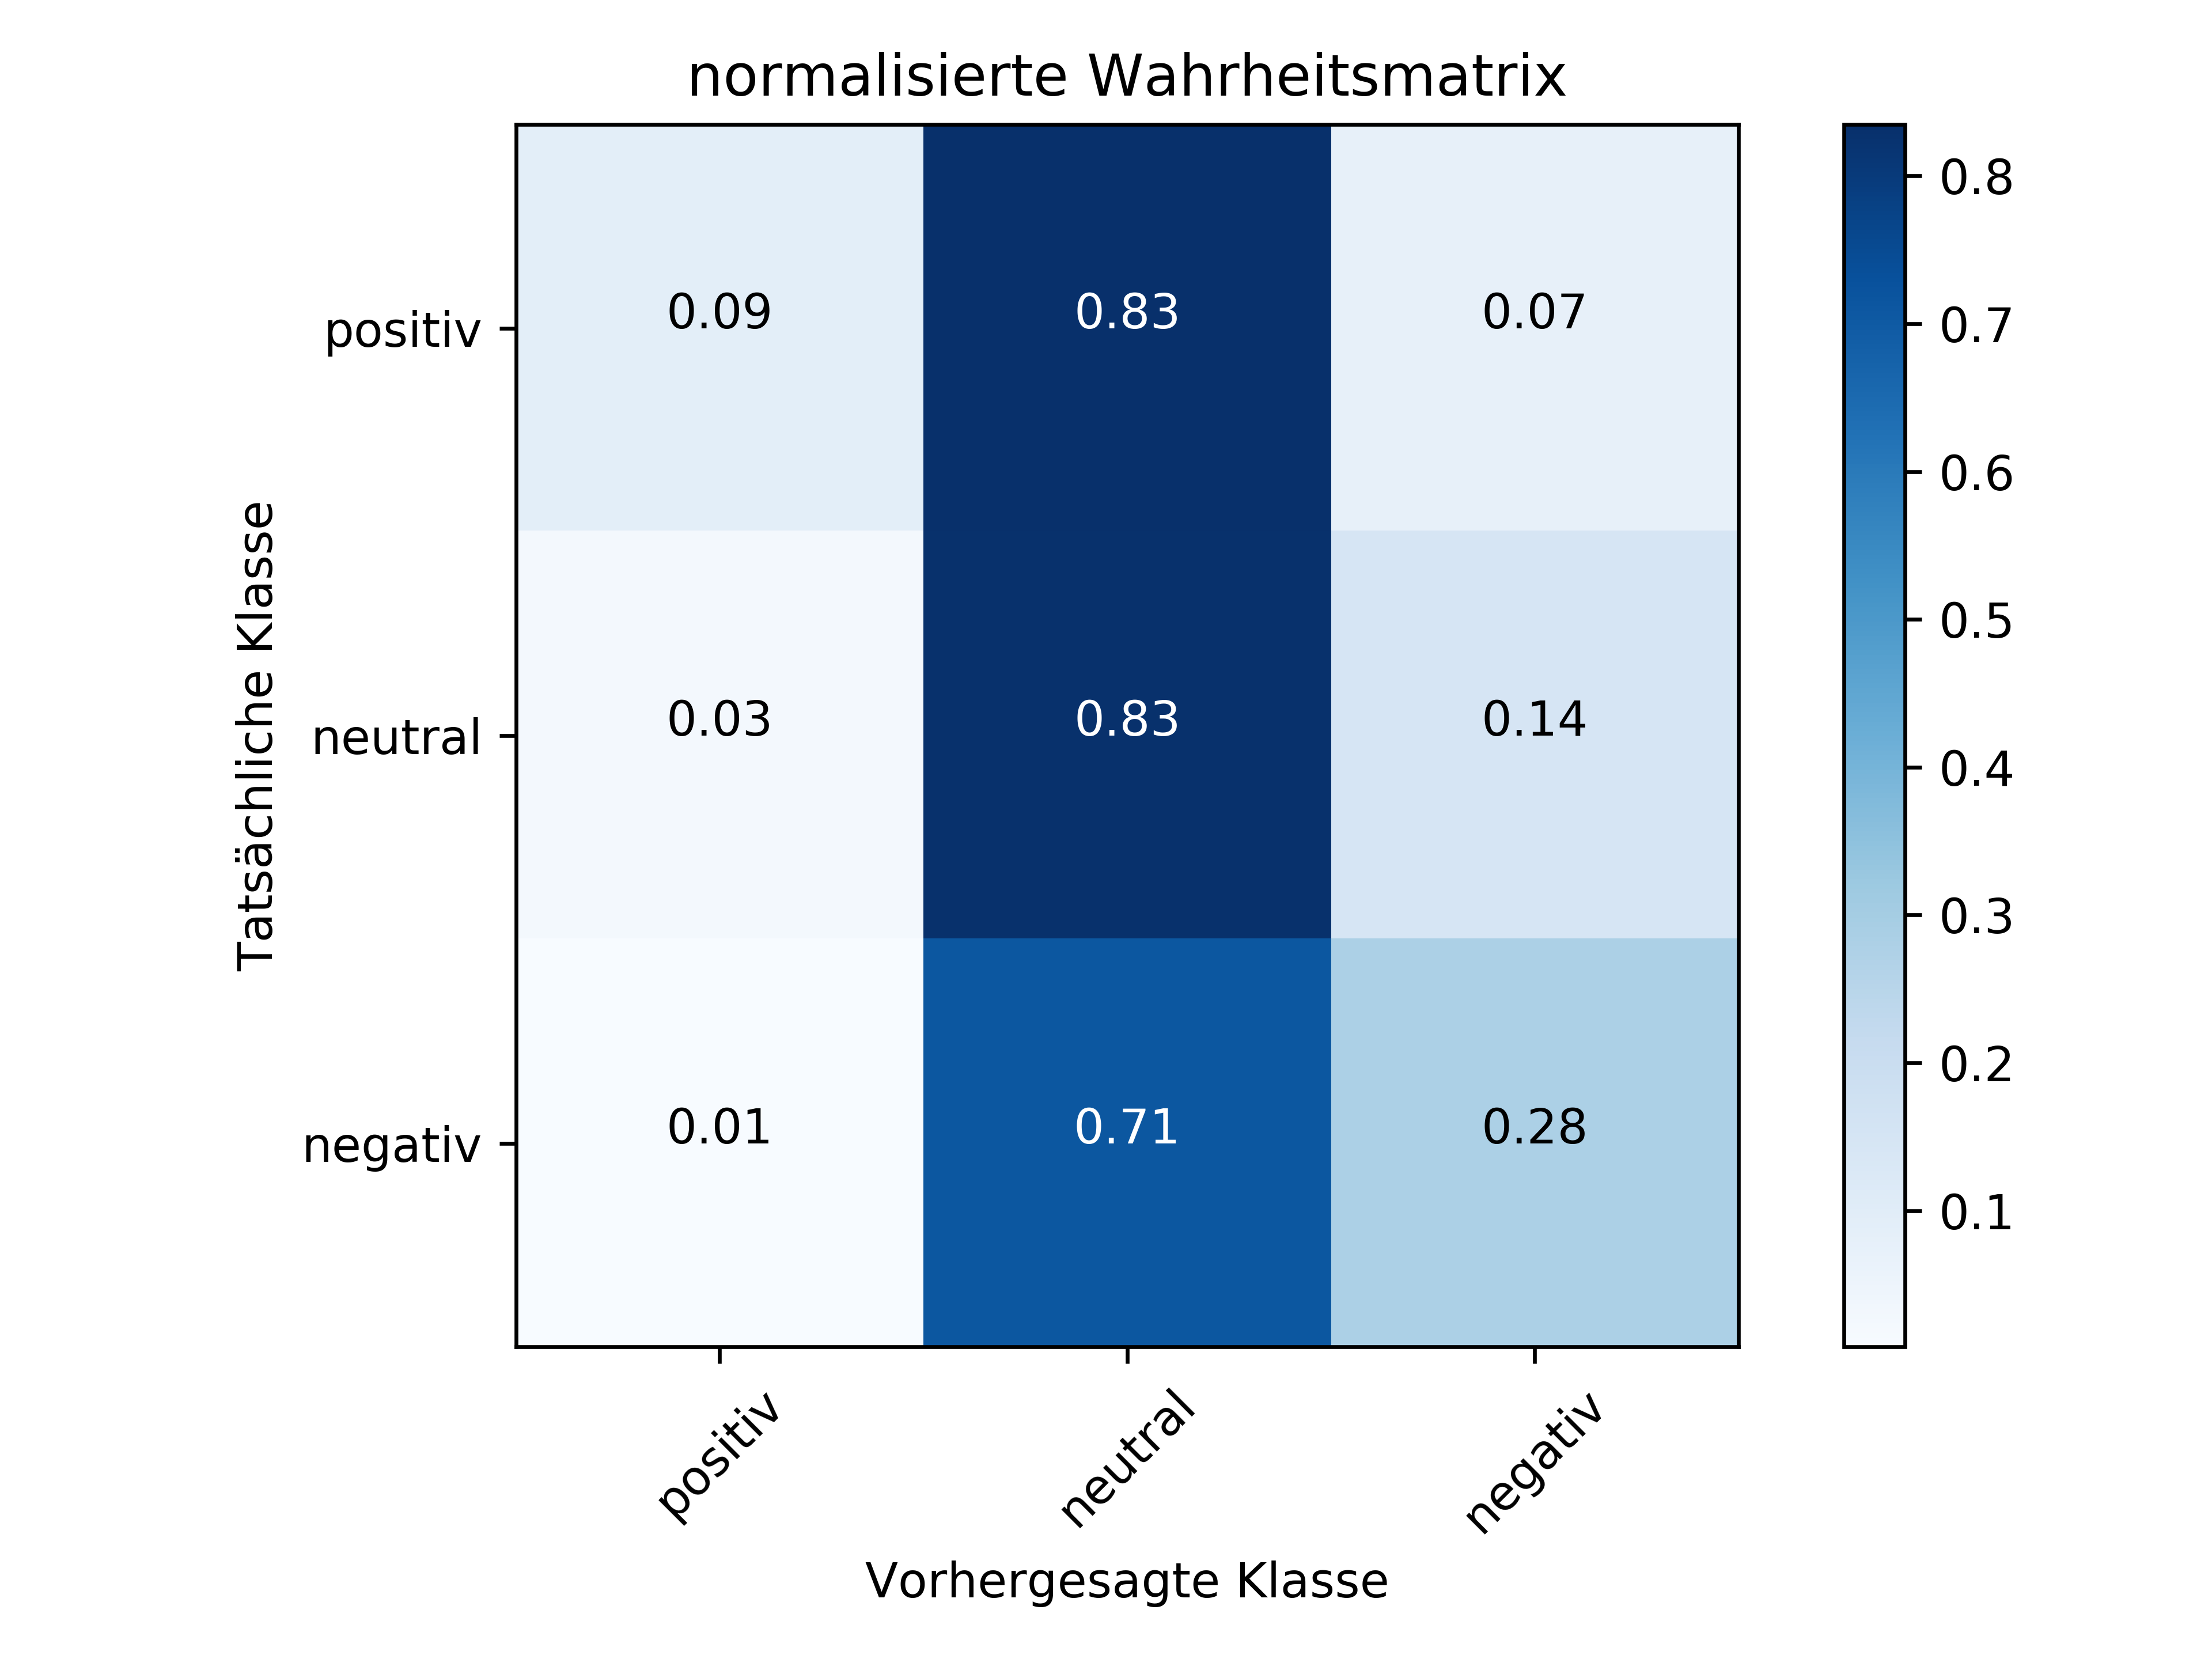 normalisierte Wahrheitsmatrix
Tatsächliche Klasse
positiv
0.09 0.83 0.07
neutral
0.03 0.83 0.14
negativ
0.01 0.71 0.28
positiv
neutral
negativ
Vorhergesagte Klasse
0.8
0.7
0.6
0.5
0.4
0.3
0.2
0.1